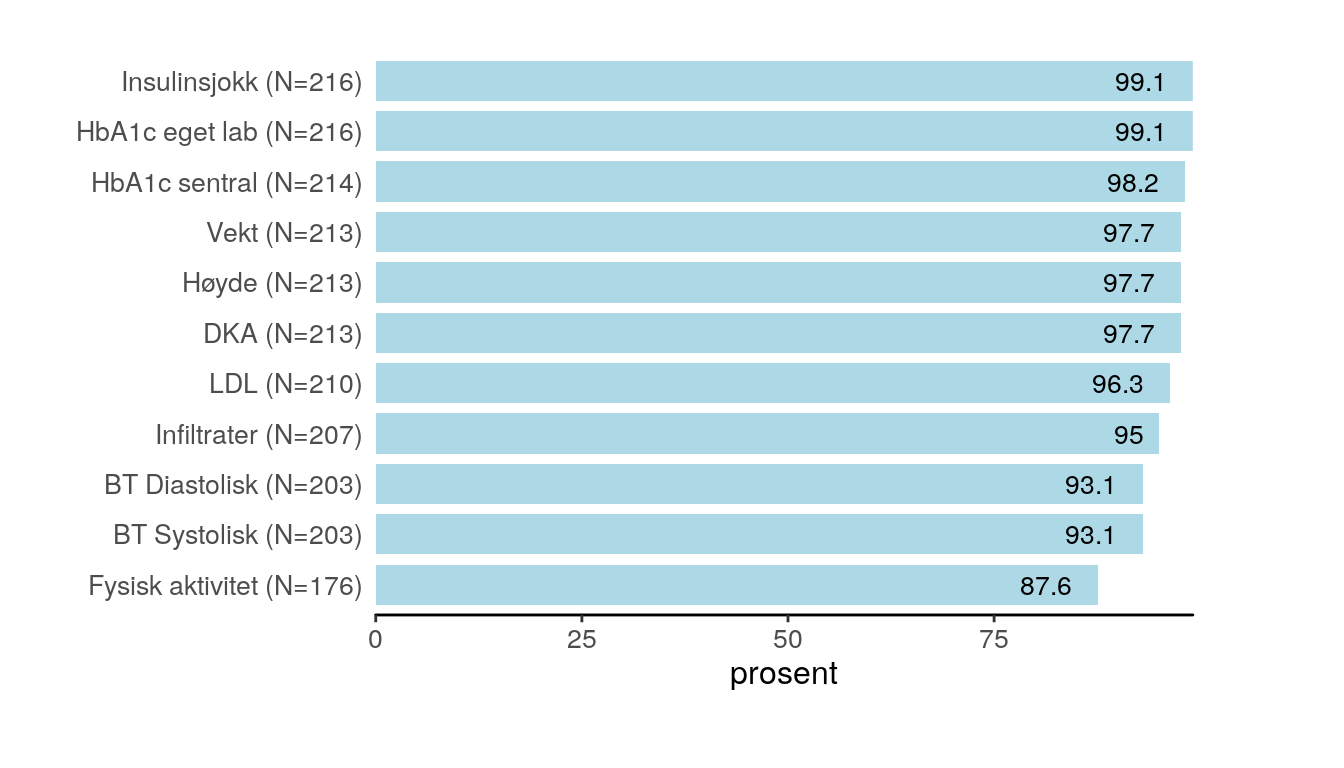 Insulinsjokk (N=216) 99.1
HbA1c eget lab (N=216) 99.1
HbA1c sentral (N=214) 98.2
Vekt (N=213) 97.7
Høyde (N=213) 97.7
DKA (N=213) 97.7
LDL (N=210) 96.3
Infiltrater (N=207) 95
BT Diastolisk (N=203) 93.1
BT Systolisk (N=203) 93.1
Fysisk aktivitet (N=176) 87.6
0 25 50 75
prosent